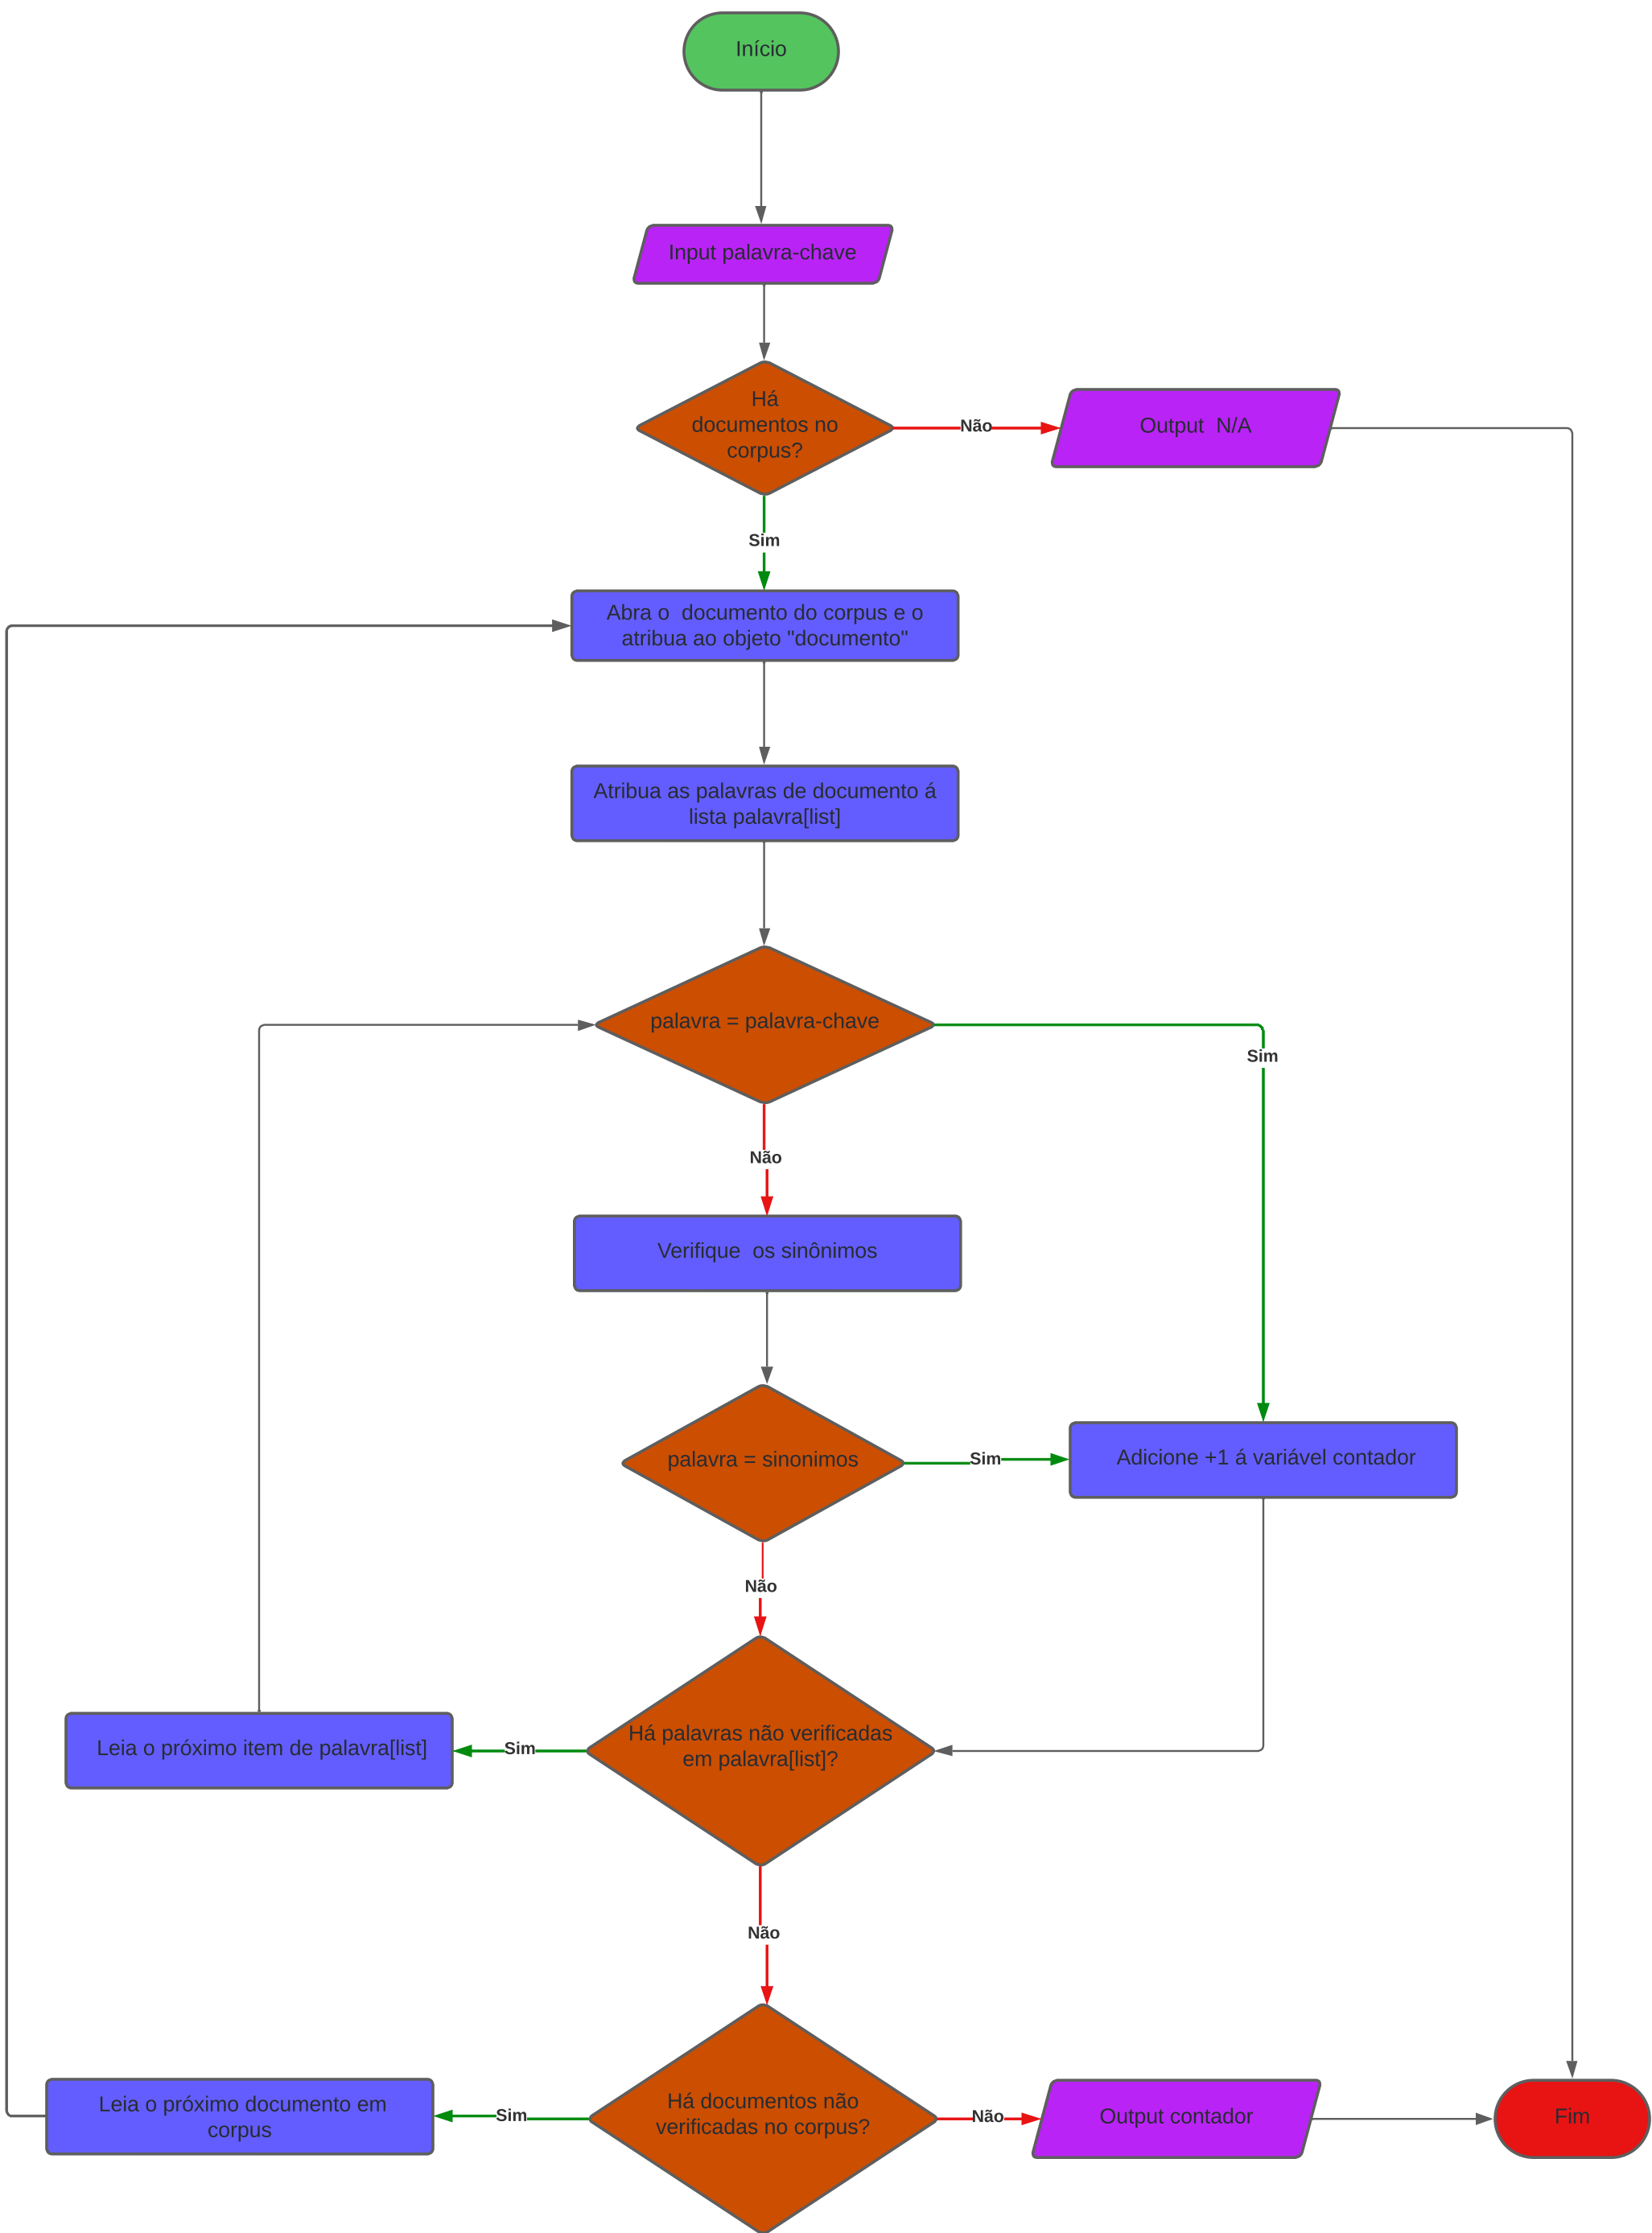 Início
Input palavra-chave
Há
documentos no
corpus?
Não
Output  N/A
Sim
Abra o  documento do corpus e o
atribua ao objeto "documento"
Atribua as palavras de documento á
lista palavra[list]
palavra = palavra-chave
Sim
Não
Verifique  os sinônimos
palavra = sinonimos
Sim
Adicione +1 á variável contador
Não
Há palavras não verificadas
em palavra[list]?
Sim
Leia o próximo item de palavra[list]
Não
Há documentos não
verificadas no corpus?
Sim
Leia o próximo documento em
corpus
Não
Output contador
Fim